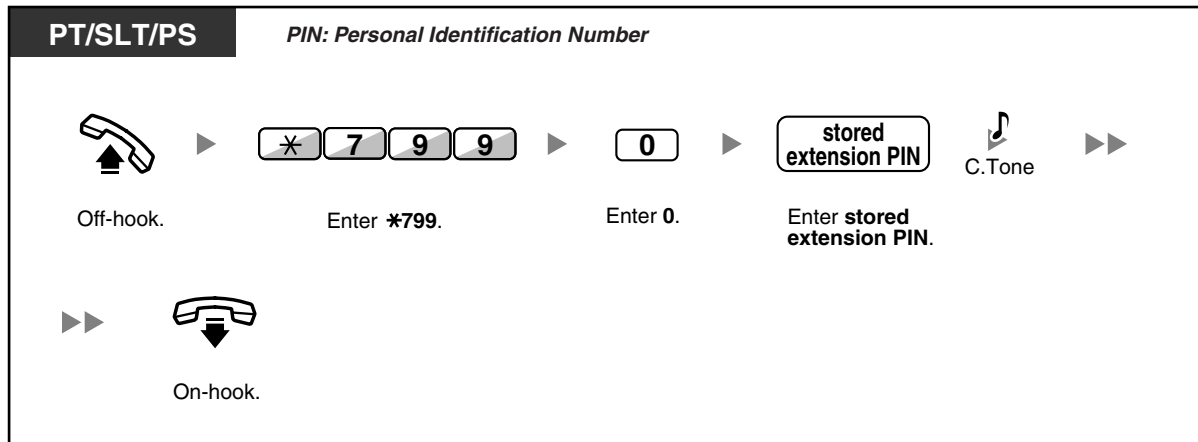 PT/SLT/PS
PIN: Personal Identification Number
* 7 9 9
0
stored
extension PIN
C.Tone
Off-hook.
Enter *799.
Enter 0.
Enter stored
extension PIN.
On-hook.